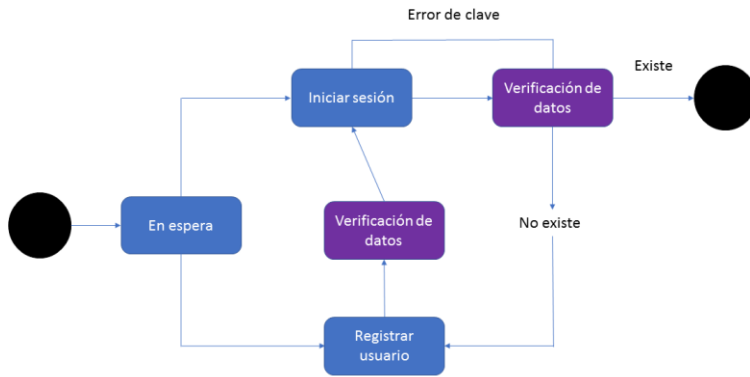 Error de clave
Existe
Iniciar sesión
Verificación de
datos
En espera
Verificación de
datos
No existe
Registrar
usuario